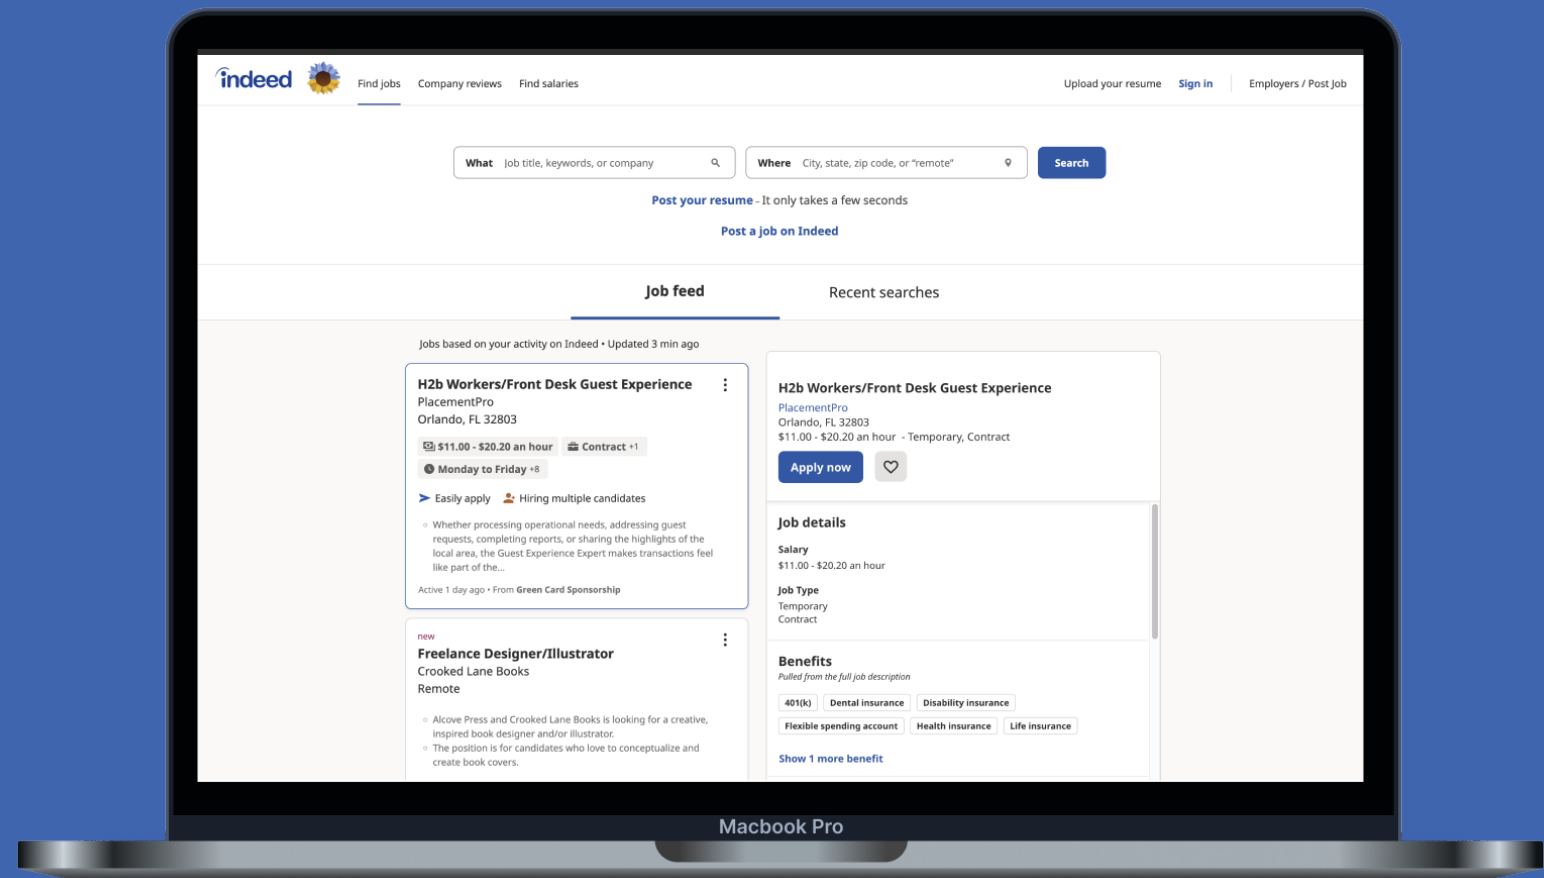 indeed
Find jobs
Company reviews
Find salaries
Upload your resume
Sign in
Employers / Post Job
What Job title, keywords, or company
Where City, state, zip code, or “remote”
Search
Post your resume - It only takes a few seconds
Post a job on Indeed
Job feed
Recent searches
Jobs based on your activity on Indeed • Updated 3 min ago
H2b Workers/Front Desk Guest Experience
PlacementPro
Orlando, FL 32803
$11.00 - $20.20 an hour
Contract +1
Monday to Friday +8
Easily apply
Hiring multiple candidates
Whether processing operational needs, addressing guest
requests, completing reports, or sharing the highlights of the
local area, the Guest Experience Expert makes transactions feel
like part of the...
Active 1 day ago • From Green Card Sponsorship
new
Freelance Designer/Illustrator
Crooked Lane Books
Remote
Alcove Press and Crooked Lane Books is looking for a creative,
inspired book designer and/or illustrator.
The position is for candidates who love to conceptualize and
create book covers.
H2b Workers/Front Desk Guest Experience
PlacementPro
Orlando, FL 32803
$11.00 - $20.20 an hour - Temporary, Contract
Apply now
Job details
Salary
$11.00 - $20.20 an hour
Job Type
Temporary
Contract
Benefits
Pulled from the full job description
401(k)
Dental insurance
Disability insurance
Flexible spending account
Health insurance
Life insurance
Show 1 more benefit
Macbook Pro